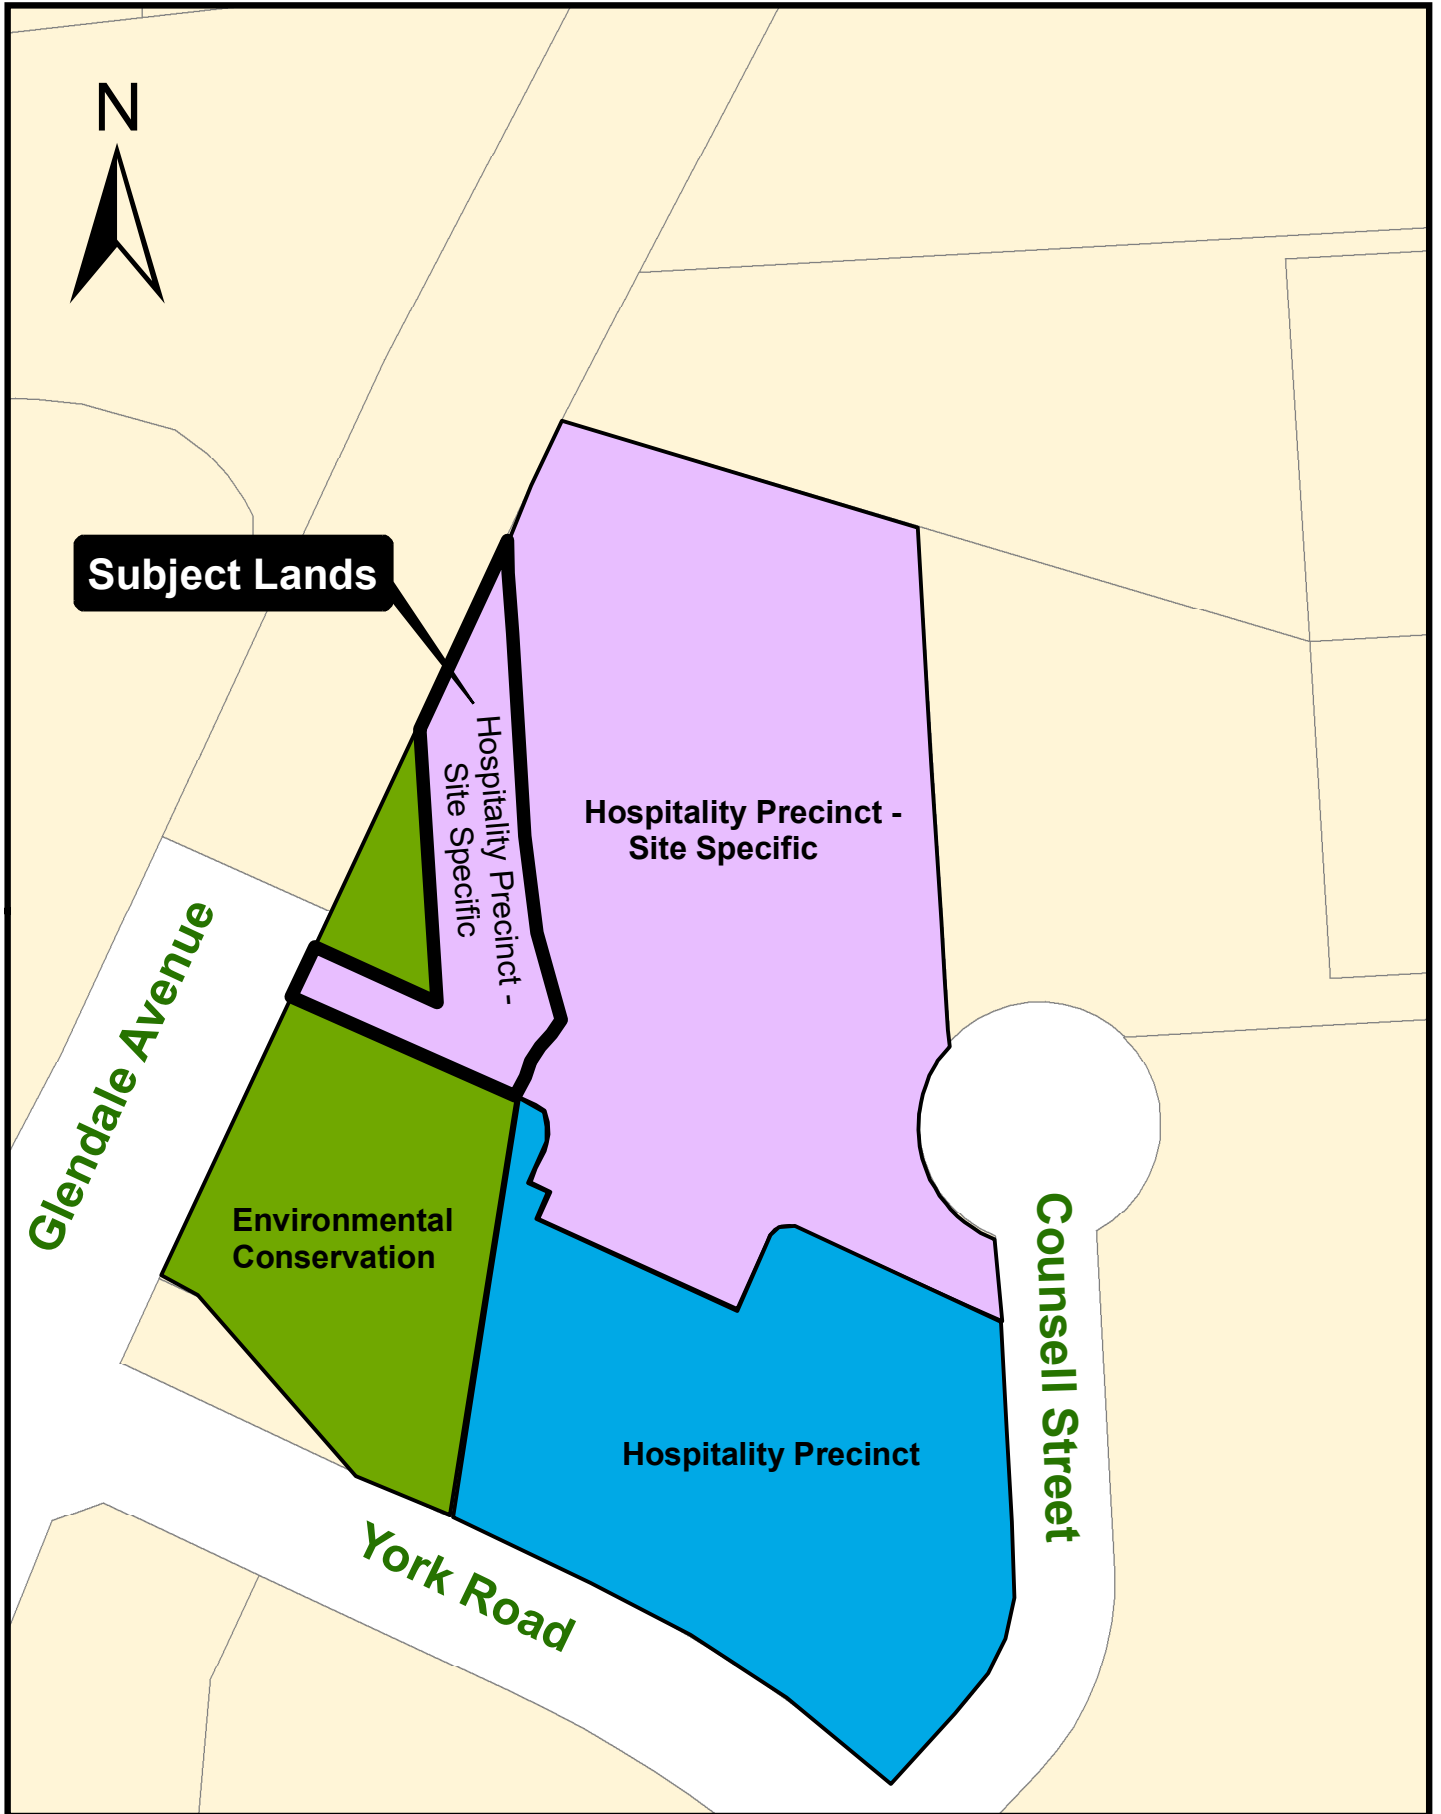 N
Subject Lands
Hospitality Precinct -
Site Specific
Hospitality Precinct -
Site Specific
Glendale Avenue
Environmental
Conservation
Counsell Street
Hospitality Precinct
York Road